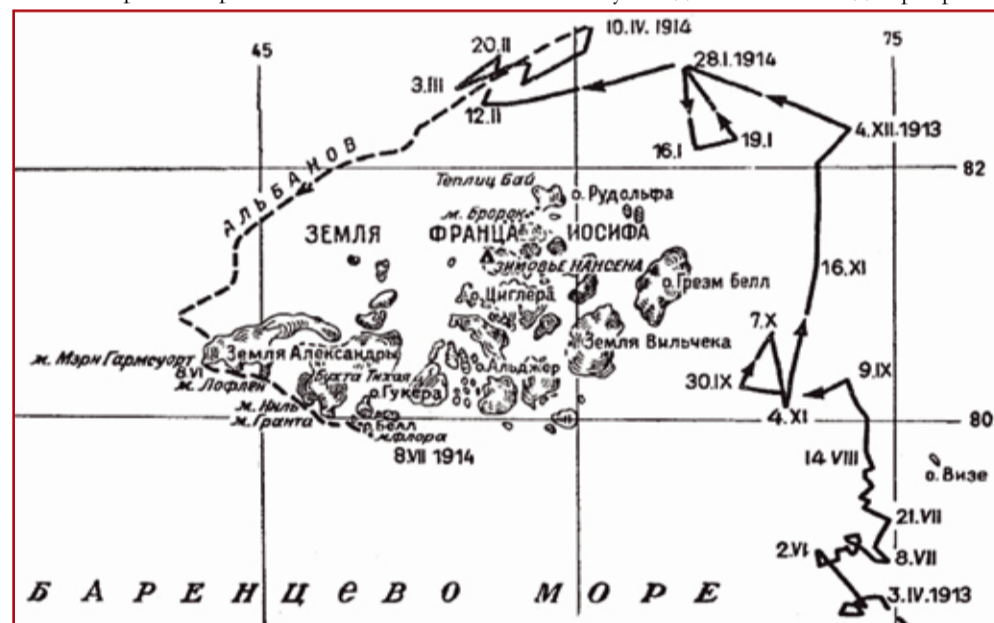 10.IV. 1914
20.II
75
45
28.I.1914
3.III
12.II
4.XII.1913
16.I
19.I
АЛЬБАНОВ
82
Теплиц Бай
о. Рудольфа
м. Бророк
ЗЕМЛЯ ФРАНЦА ИОСИФА
ЗИМОВЬЕ НАНСЕНА
16.XI
о. Грезм Белл
о. Циглера
7.X
Земля Вильчека
м. Мэри Гармсуорт
Земля Александры
8.VI
м. Лофлей
Бухта Тихая
о. Альджер
30.IX
9.IX
о. Гукера
м. Ниль
4.XI
м. Гранта
о. Белл
80
м. Флора
8.VII 1914
14.VIII
о. Визе
21.VII
2.VI
8.VII
БАРЕНЦЕВО МОРЕ
3.IV.1913